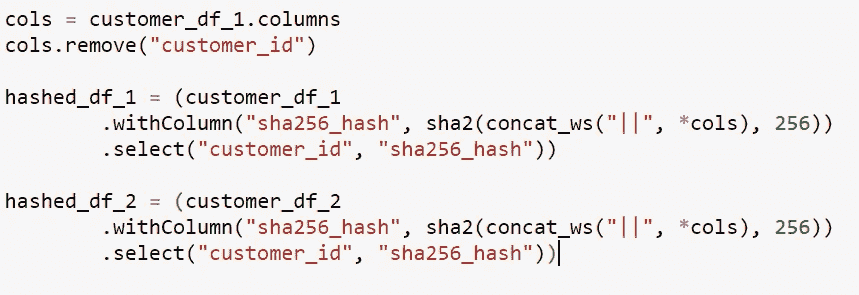 cols = customer_df_1.columns
cols.remove("customer_id")
hashed_df_1 = (customer_df_1
.withColumn("sha256_hash", sha2(concat_ws("||", *cols), 256))
.select("customer_id", "sha256_hash"))
hashed_df_2 = (customer_df_2
.withColumn("sha256_hash", sha2(concat_ws("||", *cols), 256))
.select("customer_id", "sha256_hash"))